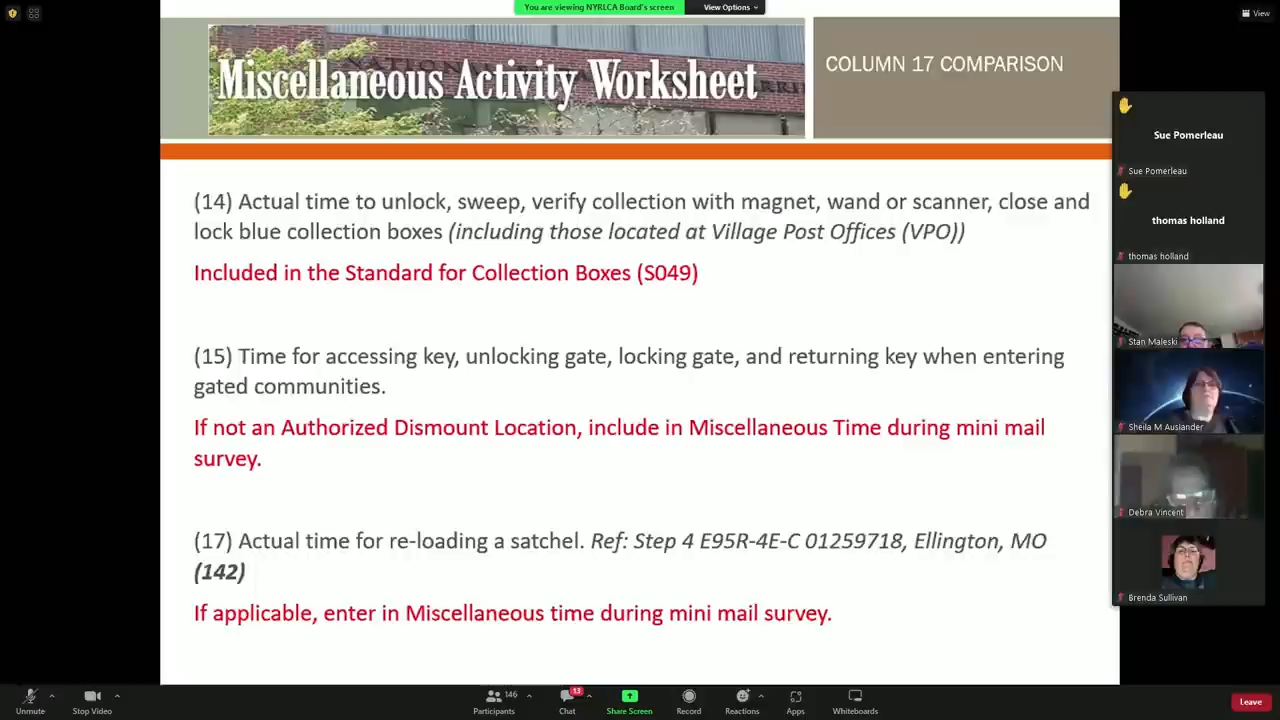 You are viewing NYRLCA Board's screen
View Options
View
Miscellaneous Activity Worksheet
COLUMN 17 COMPARISON
(14) Actual time to unlock, sweep, verify collection with magnet, wand or scanner, close and
lock blue collection boxes (including those located at Village Post Offices (VPO))
Included in the Standard for Collection Boxes (S049)
(15) Time for accessing key, unlocking gate, locking gate, and returning key when entering
gated communities.
If not an Authorized Dismount Location, include in Miscellaneous Time during mini mail
survey.
(17) Actual time for re-loading a satchel. Ref: Step 4 E95R-4E-C 01259718, Ellington, MO
(142)
If applicable, enter in Miscellaneous time during mini mail survey.
Sue Pomerleau
Sue Pomerleau
thomas holland
thomas holland
Stan Maleski
Sheila M Auslander
Debra Vincent
Brenda Sullivan
Unmute
Stop Video
146
Participants
13
Chat
Share Screen
Record
Reactions
Apps
Whiteboards
Leave